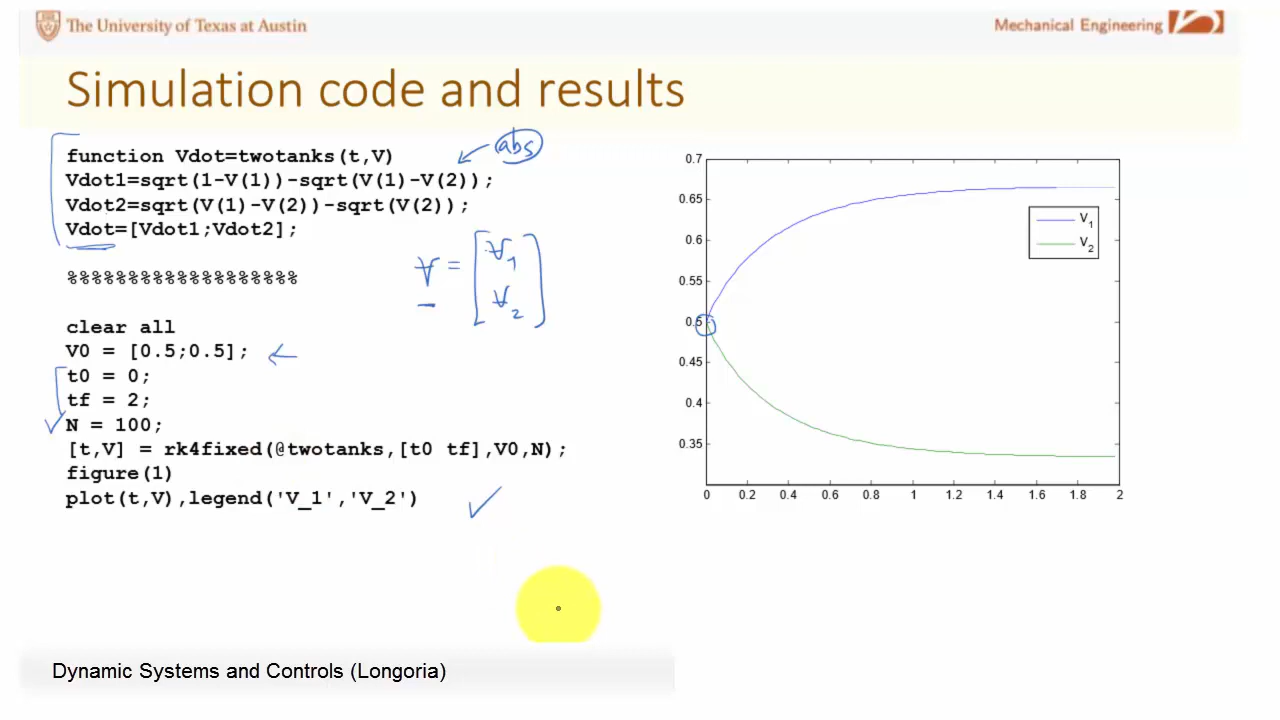 The University of Texas at Austin
Mechanical Engineering
Simulation code and results
abs
function Vdot=twotanks(t,V)
Vdot1=sqrt(1-V(1))-sqrt(V(1)-V(2));
Vdot2=sqrt(V(1)-V(2))-sqrt(V(2));
Vdot=[Vdot1;Vdot2];
V = [V1
V2]
%%%%%%%%%%%%%%%%%%%
clear all
V0 = [0.5;0.5];
t0 = 0;
tf = 2;
N = 100;
[t,V] = rk4fixed(@twotanks,[t0 tf],V0,N);
figure(1)
plot(t,V),legend('V_1','V_2')
0.7
0.65
0.6
0.55
0.5
0.45
0.4
0.35
V1
V2
0 0.2 0.4 0.6 0.8 1 1.2 1.4 1.6 1.8 2
Dynamic Systems and Controls (Longoria)